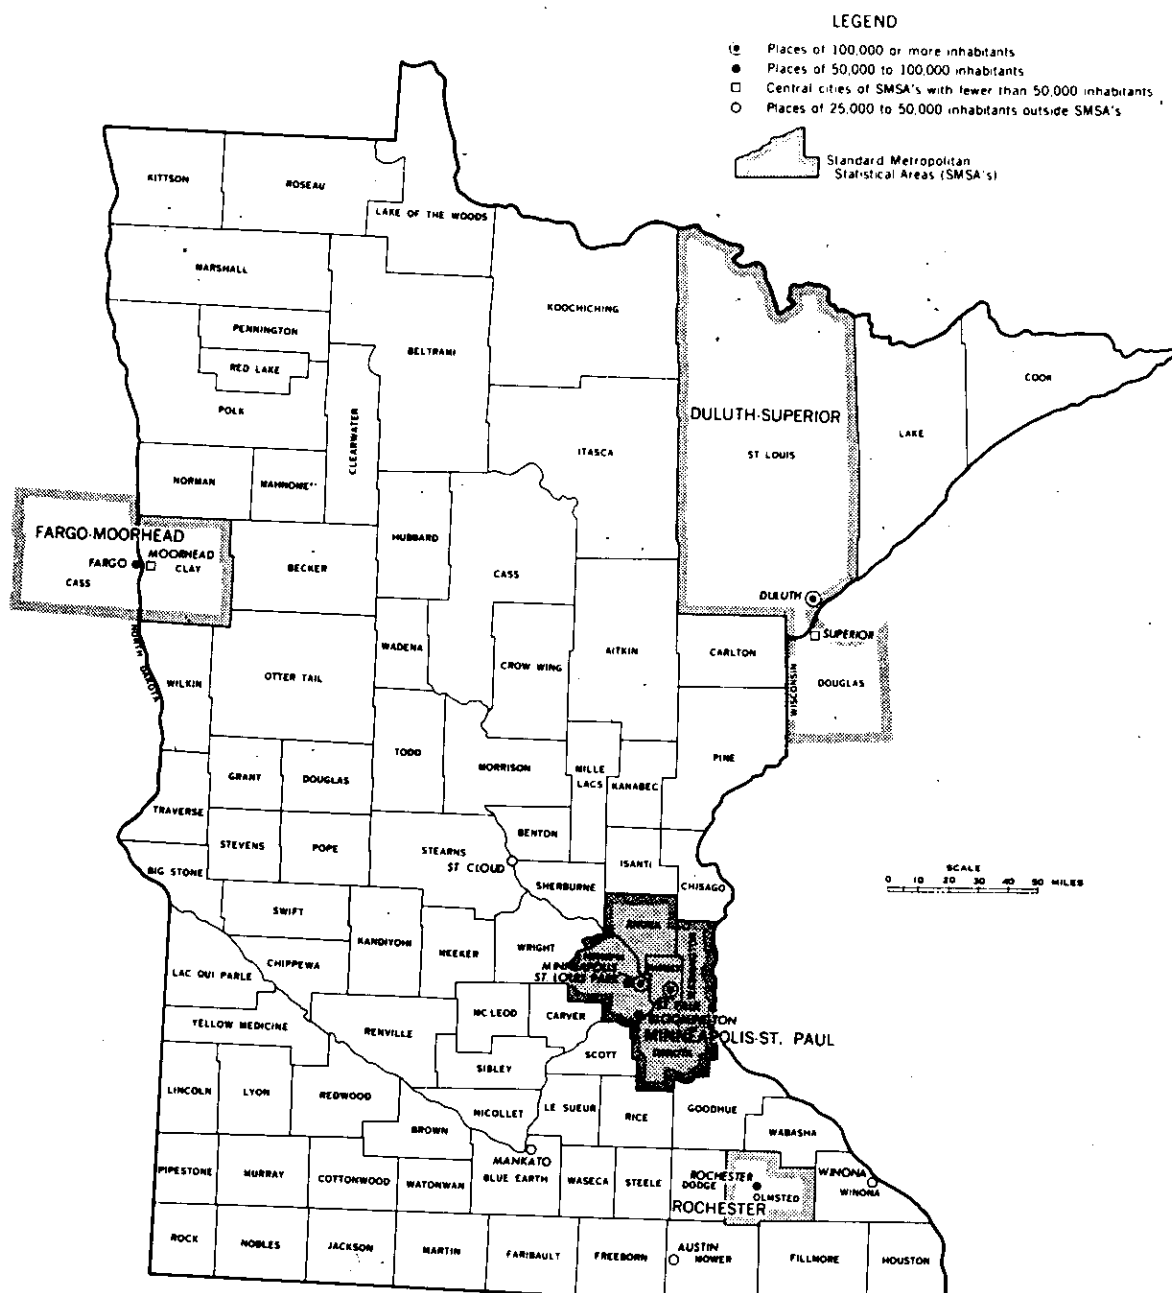 LEGEND
Places of 100,000 or more inhabitants
Places of 50,000 to 100,000 inhabitants
Central cities of SMSA's with fewer than 50,000 inhabitants
Places of 25,000 to 50,000 inhabitants outside SMSA's
Standard Metropolitan
Statistical Areas (SMSA's)
KITTSON
ROSEAU
LAKE OF THE WOODS
MARSHALL
KOOCHICHING
PENNINGTON
BELTRAMI
RED LAKE
COOK
POLK
DULUTH-SUPERIOR
LAKE
CLEARWATER
ITASCA
ST LOUIS
NORMAN
FARGO-MOORHEAD
HUBBARD
FARGO
MOORHEAD
CLAY
BECKER
CASS
CASS
DULUTH
SUPERIOR
NORTH DAKOTA
WADENA
AITKIN
CARLTON
WILKIN
OTTER TAIL
CROW WING
WISCONSIN
DOUGLAS
TODD
PINE
GRANT
DOUGLAS
MORRISON
MILLE
LACS
KANABEC
TRAVERSE
BENTON
STEVENS
POPE
STEARNS
ST CLOUD
ISANTI
BIG STONE
SHERBURNE
CHISAGO
SCALE
0 10 20 30 40 50 MILES
SWIFT
KANDIYOHI
MEEKER
WRIGHT
ANOKA
WASHINGTON
LAC QUI PARLE
CHIPPEWA
MINNEAPOLIS
ST. LOUIS PARK
YELLOW MEDICINE
RENVILLE
MC LEOD
CARVER
BLOOMINGTON
MINNEAPOLIS-ST. PAUL
SCOTT
DAKOTA
SIBLEY
LINCOLN
LYON
REDWOOD
NICOLLET
LE SUEUR
RICE
GOODHUE
WABASHA
BROWN
MANKATO
PIPESTONE
MURRAY
COTTONWOOD
WATONWAN
BLUE EARTH
WASECA
STEELE
DODGE
ROCHESTER
OLMSTED
WINONA
WINONA
ROCHESTER
ROCK
NOBLES
JACKSON
MARTIN
FARIBAULT
FREEBORN
AUSTIN
MOWER
FILLMORE
HOUSTON